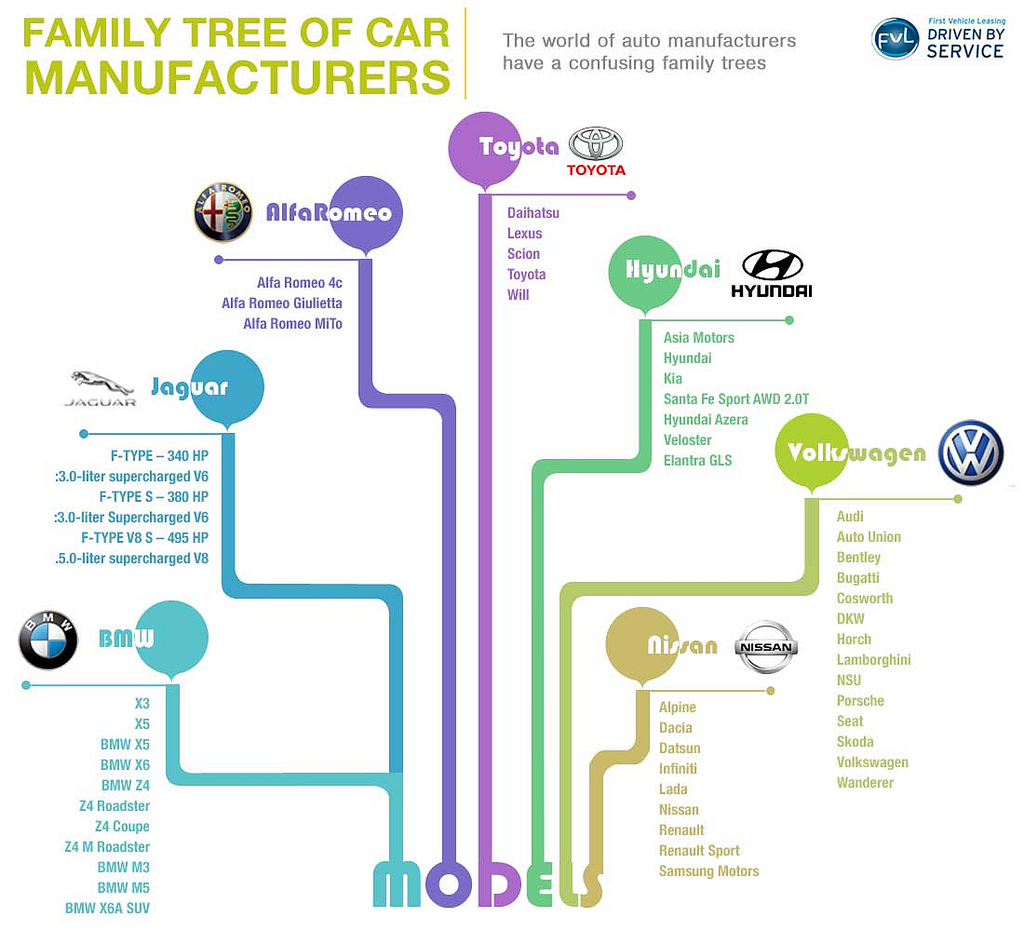 FAMILY TREE OF CAR
MANUFACTURERS
The world of auto manufacturers
have a confusing family trees
FVL
First Vehicle Leasing
DRIVEN BY
SERVICE
Toyota
TOYOTA
Daihatsu
Lexus
Scion
Toyota
Will
ALFA ROMEO
AlfaRomeo
Alfa Romeo 4c
Alfa Romeo Giulietta
Alfa Romeo MiTo
Hyundai
HYUNDAI
Asia Motors
Hyundai
Kia
Santa Fe Sport AWD 2.0T
Hyundai Azera
Veloster
Elantra GLS
JAGUAR
Jaguar
F-TYPE – 340 HP
:3.0-liter supercharged V6
F-TYPE S – 380 HP
:3.0-liter Supercharged V6
F-TYPE V8 S – 495 HP
.5.0-liter supercharged V8
Volkswagen
VW
Audi
Auto Union
Bentley
Bugatti
Cosworth
DKW
Horch
Lamborghini
NSU
Porsche
Seat
Skoda
Volkswagen
Wanderer
BMW
BMW
X3
X5
BMW X5
BMW X6
BMW Z4
Z4 Roadster
Z4 Coupe
Z4 M Roadster
BMW M3
BMW M5
BMW X6A SUV
Nissan
NISSAN
Alpine
Dacia
Datsun
Infiniti
Lada
Nissan
Renault
Renault Sport
Samsung Motors
MODELS